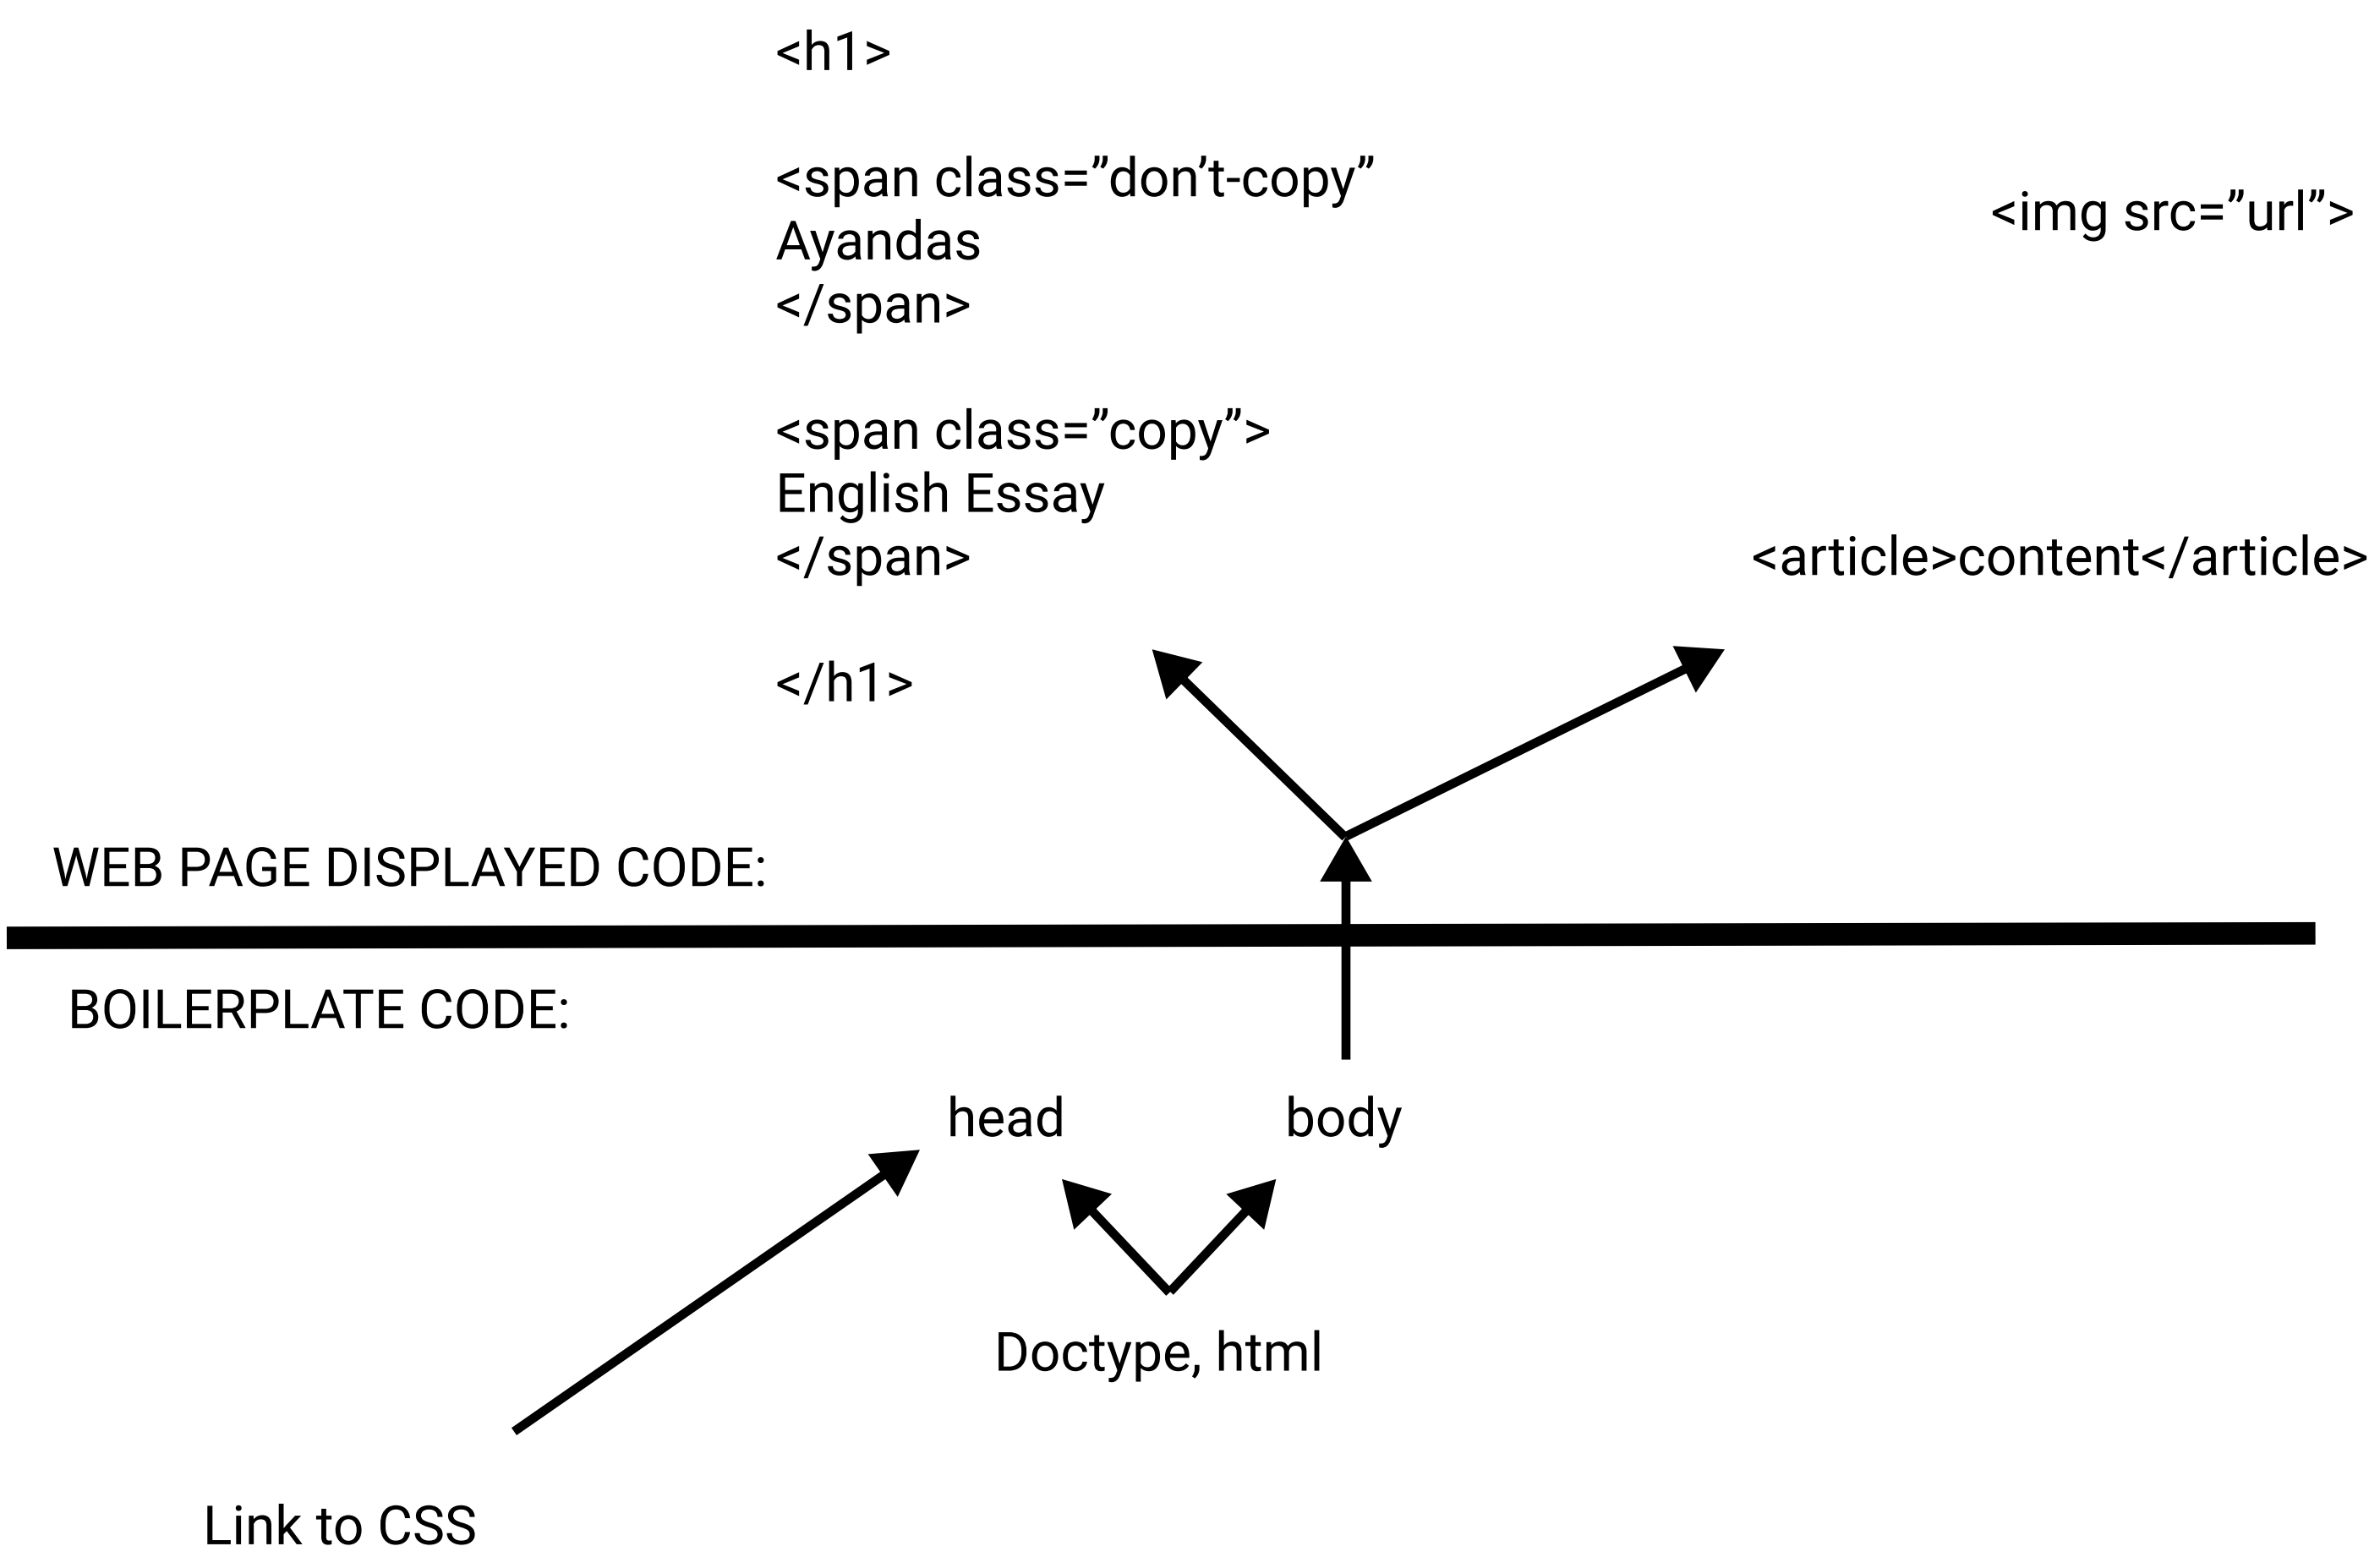 <h1>
<span class=”don’t-copy”
Ayandas
</span>
<span class=”copy”>
English Essay
</span>
</h1>
<img src=”url”>
<article>content</article>
WEB PAGE DISPLAYED CODE:
BOILERPLATE CODE:
head
body
Doctype, html
Link to CSS